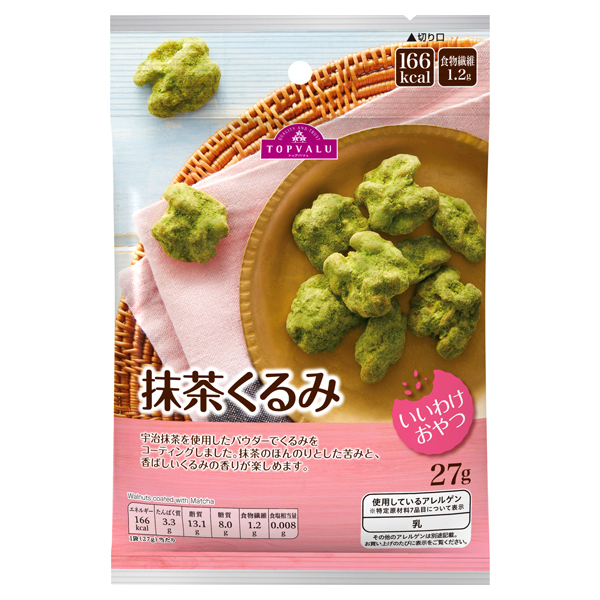 ▲切り口
166
kcal
食物繊維
1.2g
QUALITY AND TRUST
TOPVALU
トップバリュ
抹茶くるみ
いいわけ
おやつ
宇治抹茶を使用したパウダーでくるみを
コーティングしました。抹茶のほんのりとした苦みと、
香ばしいくるみの香りが楽しめます。
27g
Walnuts coated with Matcha
エネルギー たんぱく質 脂質 糖質 食物繊維 食塩相当量
166 kcal 3.3 g 13.1 g 8.0 g 1.2 g 0.008 g
1袋(27g)当たり
使用しているアレルゲン
※特定原材料7品目について表示
乳
その他のアレルゲンは別途記載。
お買い上げのたびに表示をご覧ください。